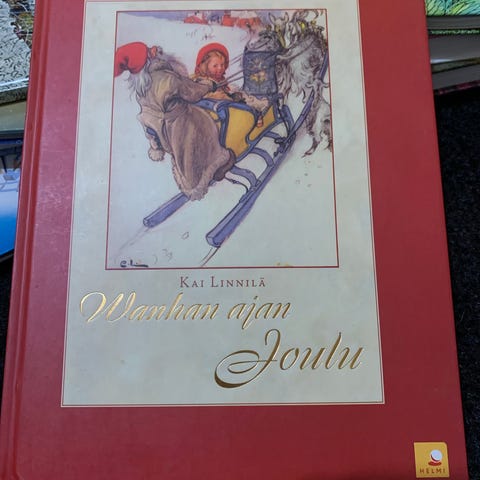 KAI LINNILÄ
Wanhan ajan
Joulu
HELMI